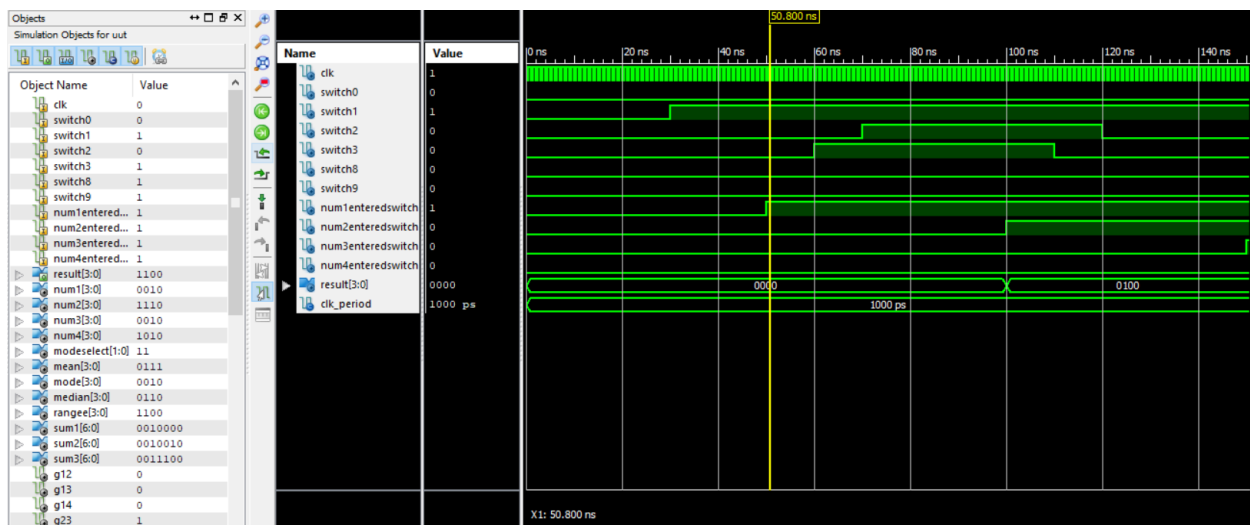 Objects
Simulation Objects for uut
Object Name Value
clk 0
switch0 0
switch1 1
switch2 0
switch3 1
switch8 1
switch9 1
num1entered... 1
num2entered... 1
num3entered... 1
num4entered... 1
result[3:0] 1100
num1[3:0] 0010
num2[3:0] 1110
num3[3:0] 0010
num4[3:0] 1010
modeselect[1:0] 11
mean[3:0] 0111
mode[3:0] 0010
median[3:0] 0110
rangee[3:0] 1100
sum1[6:0] 0010000
sum2[6:0] 0010010
sum3[6:0] 0011100
g12 0
g13 0
g14 0
g23 1
50.800 ns
Name Value
0 ns 20 ns 40 ns 60 ns 80 ns 100 ns 120 ns 140 ns
clk 1
switch0 0
switch1 1
switch2 0
switch3 0
switch8 0
switch9 0
num1enteredswitch 1
num2enteredswitch 0
num3enteredswitch 0
num4enteredswitch 0
result[3:0] 0000 0000 0100
clk_period 1000 ps 1000 ps
X1: 50.800 ns